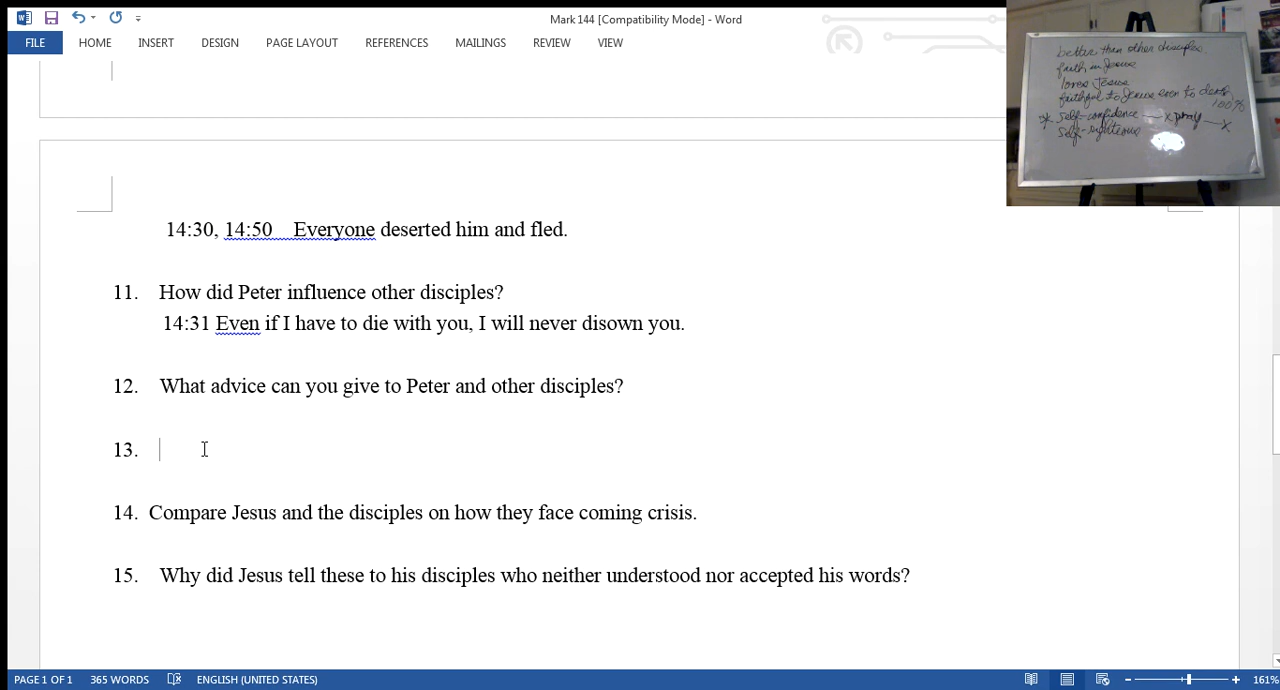 Mark 144 [Compatibility Mode] - Word
FILE HOME INSERT DESIGN PAGE LAYOUT REFERENCES MAILINGS REVIEW VIEW
better than other disciples
faith in Jesus
loves Jesus
faithful to Jesus even to death
100%
* self-confidence — x — x
self-righteous
14:30, 14:50 Everyone deserted him and fled.
11. How did Peter influence other disciples?
14:31 Even if I have to die with you, I will never disown you.
12. What advice can you give to Peter and other disciples?
13.
14. Compare Jesus and the disciples on how they face coming crisis.
15. Why did Jesus tell these to his disciples who neither understood nor accepted his words?
PAGE 1 OF 1 365 WORDS ENGLISH (UNITED STATES) 161%